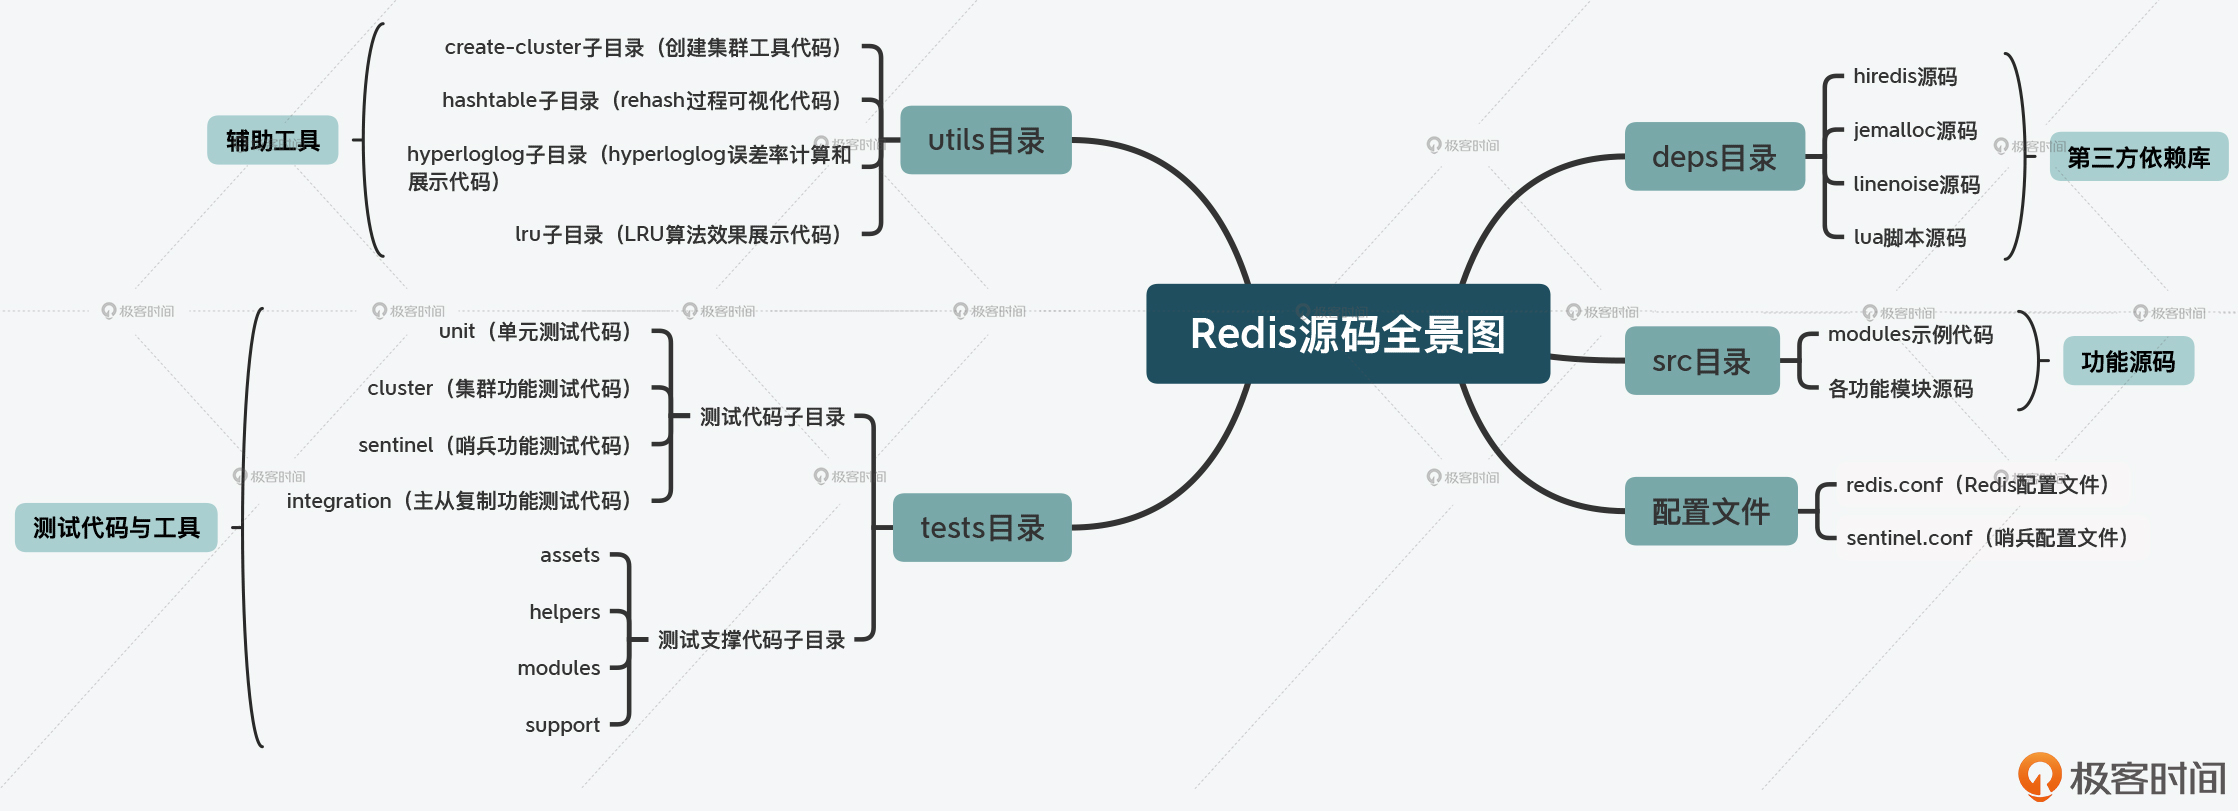 Redis源码全景图
utils目录
create-cluster子目录（创建集群工具代码）
hashtable子目录（rehash过程可视化代码）
hyperloglog子目录（hyperloglog误差率计算和
展示代码）
lru子目录（LRU算法效果展示代码）
辅助工具
tests目录
测试代码子目录
unit（单元测试代码）
cluster（集群功能测试代码）
sentinel（哨兵功能测试代码）
integration（主从复制功能测试代码）
测试支撑代码子目录
assets
helpers
modules
support
测试代码与工具
deps目录
hiredis源码
jemalloc源码
linenoise源码
lua脚本源码
第三方依赖库
src目录
modules示例代码
各功能模块源码
功能源码
配置文件
redis.conf（Redis配置文件）
sentinel.conf（哨兵配置文件）
极客时间